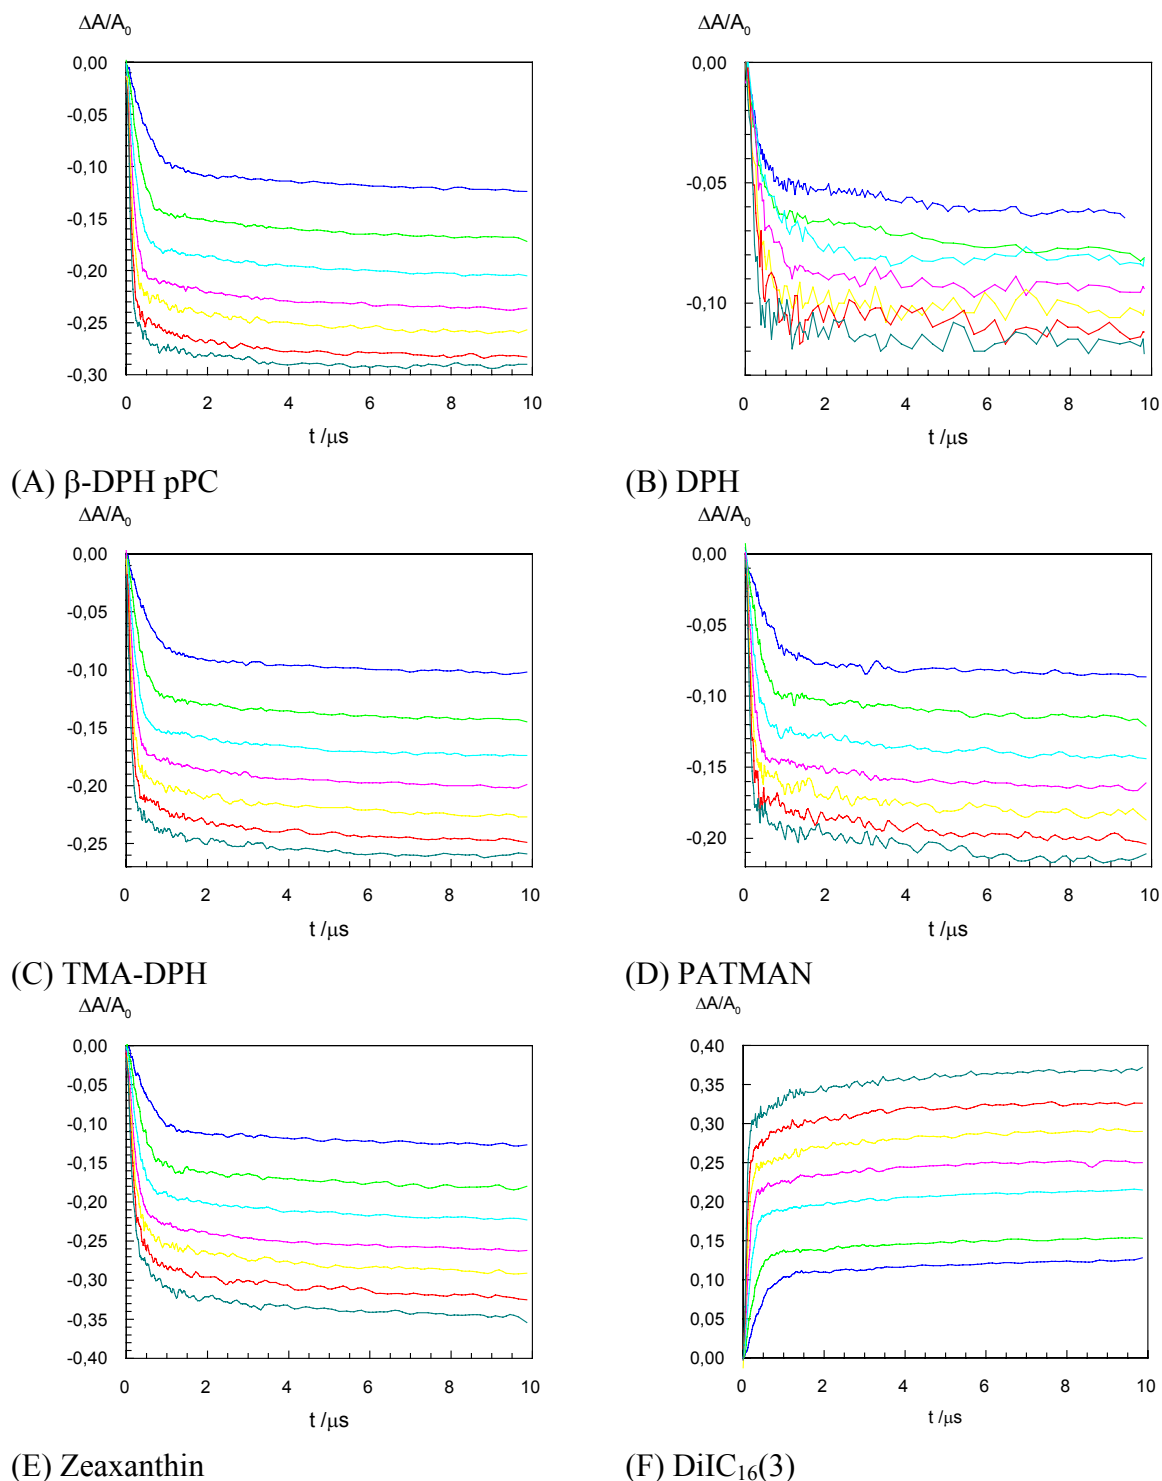 ΔA/A₀
0,00
-0,05
-0,10
-0,15
-0,20
-0,25
-0,30
0 2 4 6 8 10
t /μs
(A) β-DPH pPC
ΔA/A₀
0,00
-0,05
-0,10
0 2 4 6 8 10
t /μs
(B) DPH
ΔA/A₀
0,00
-0,05
-0,10
-0,15
-0,20
-0,25
0 2 4 6 8 10
t /μs
(C) TMA-DPH
ΔA/A₀
0,00
-0,05
-0,10
-0,15
-0,20
0 2 4 6 8 10
t /μs
(D) PATMAN
ΔA/A₀
0,00
-0,05
-0,10
-0,15
-0,20
-0,25
-0,30
-0,35
-0,40
0 2 4 6 8 10
t /μs
(E) Zeaxanthin
ΔA/A₀
0,40
0,35
0,30
0,25
0,20
0,15
0,10
0,05
0,00
0 2 4 6 8 10
t /μs
(F) DiIC₁₆(3)